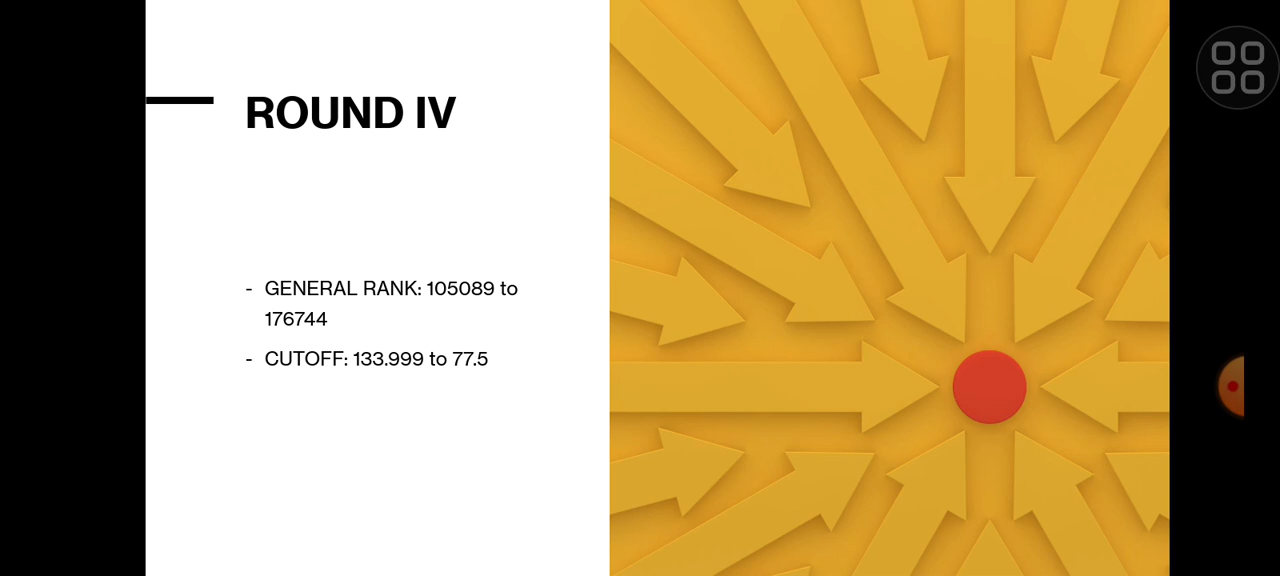 ROUND IV
- GENERAL RANK: 105089 to
176744
- CUTOFF: 133.999 to 77.5